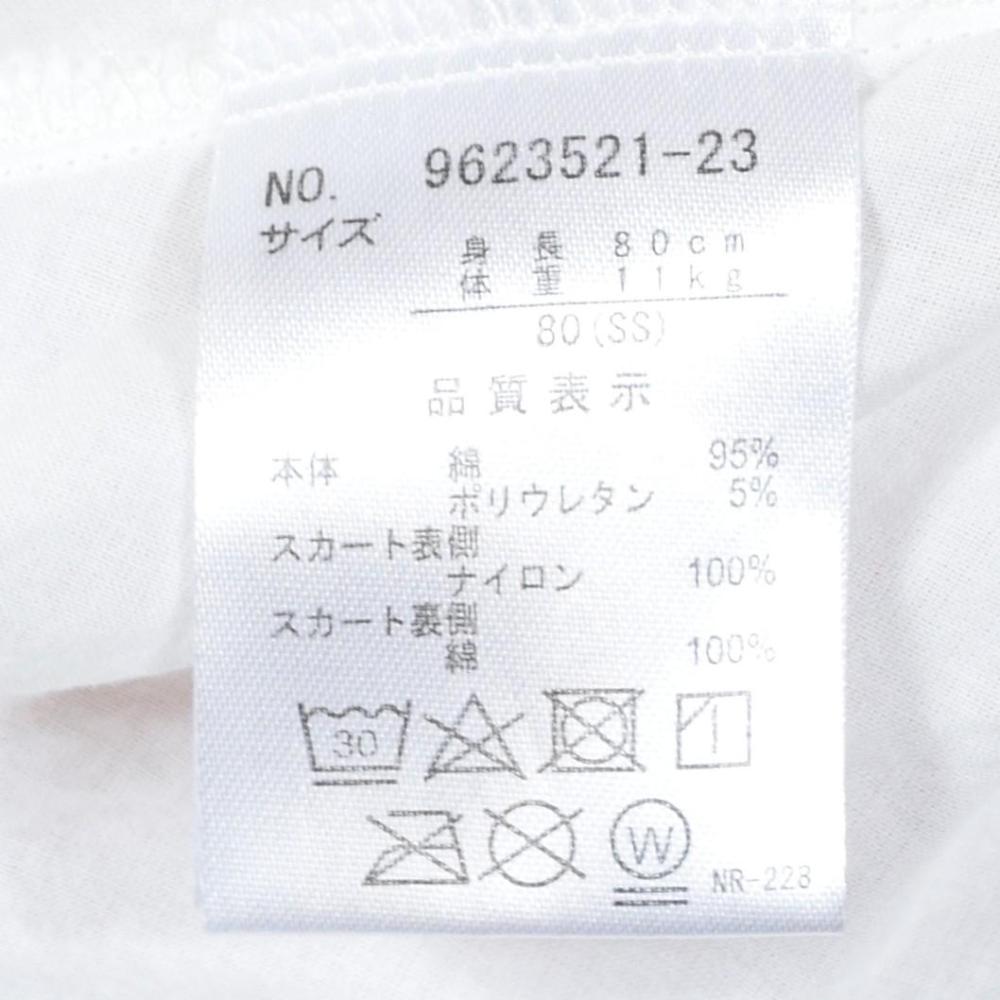 NO. 9623521-23
サイズ
身長 80cm
体重 11kg
80(SS)
品質表示
本体 綿 95%
ポリウレタン 5%
スカート表側
ナイロン 100%
スカート裏側
綿 100%
30
W
NR-228